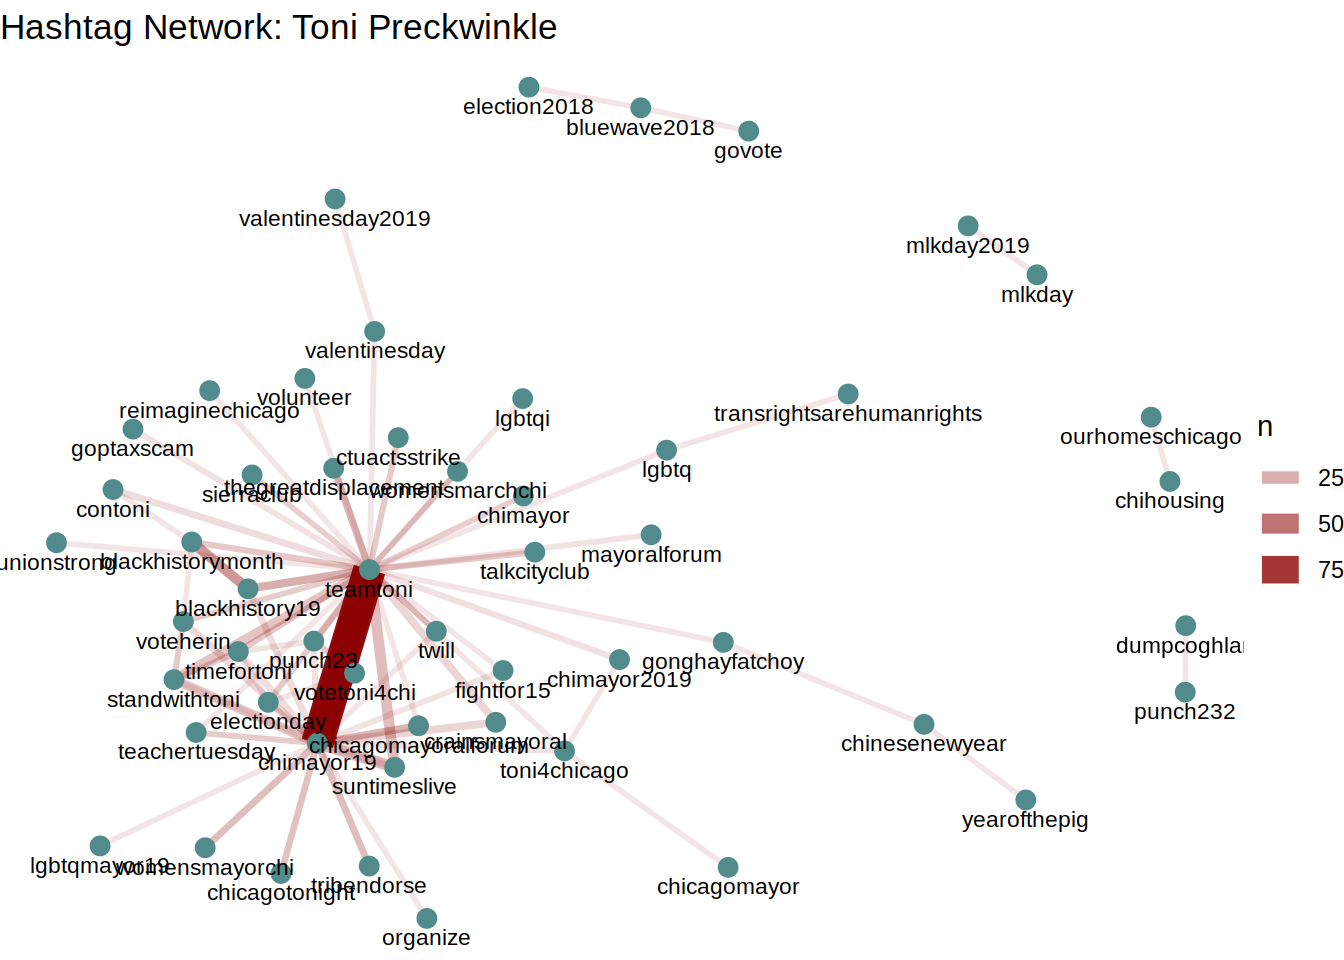 Hashtag Network: Toni Preckwinkle
election2018
bluewave2018
govote
valentinesday2019
mlkday2019
mlkday
valentinesday
volunteer
reimaginechicago
lgbtqi
transrightsarehumanrights
goptaxscam
ourhomeschicago
n
ctuactsstrike
lgbtq
25
sierraclub
thegreatdisplacement
womensmarchchi
chihousing
contoni
chimayor
50
unionstrong
blackhistorymonth
talkcityclub
mayoralforum
75
teamtoni
blackhistory19
voteherin
twill
dumpcoghlan
punch23
gonghayfatchoy
timefortoni
chimayor2019
standwithtoni
votetoni4chi
fightfor15
punch232
electionday
teachertuesday
chicagomayoralforum
crainsmayoral
chinesenewyear
chimayor19
toni4chicago
suntimeslive
yearofthepig
lgbtqmayor19
womensmayorchi
chicagotonight
tribendorse
chicagomayor
organize